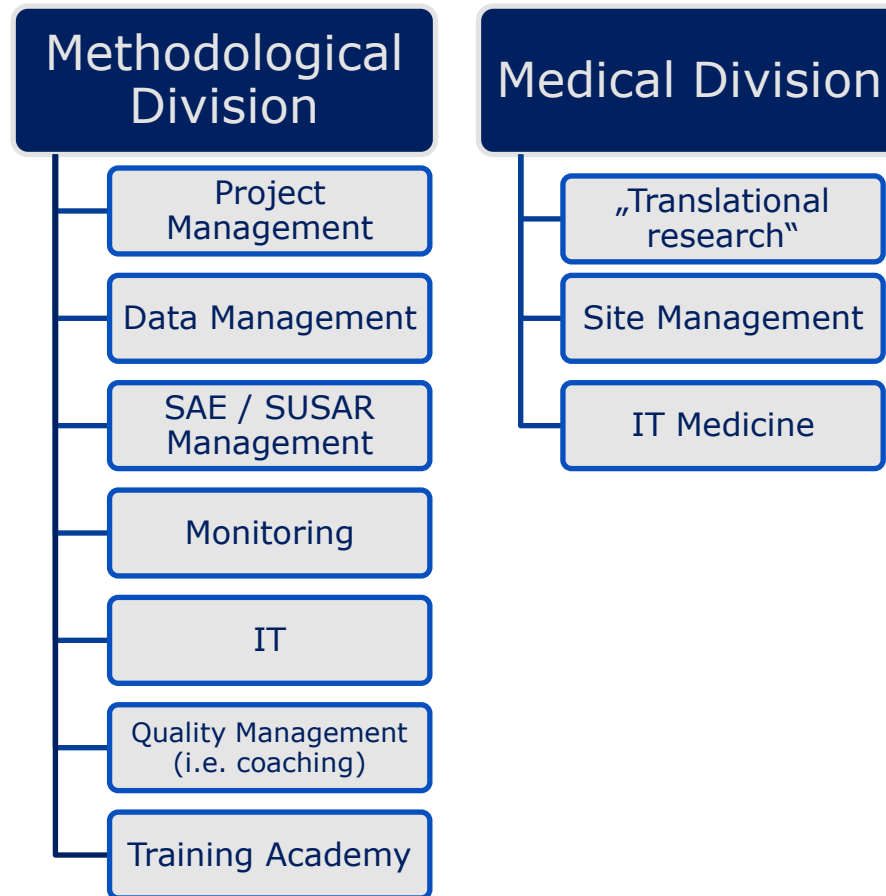 Methodological
Division
Project
Management
Data Management
SAE / SUSAR
Management
Monitoring
IT
Quality Management
(i.e. coaching)
Training Academy
Medical Division
„Translational
research“
Site Management
IT Medicine